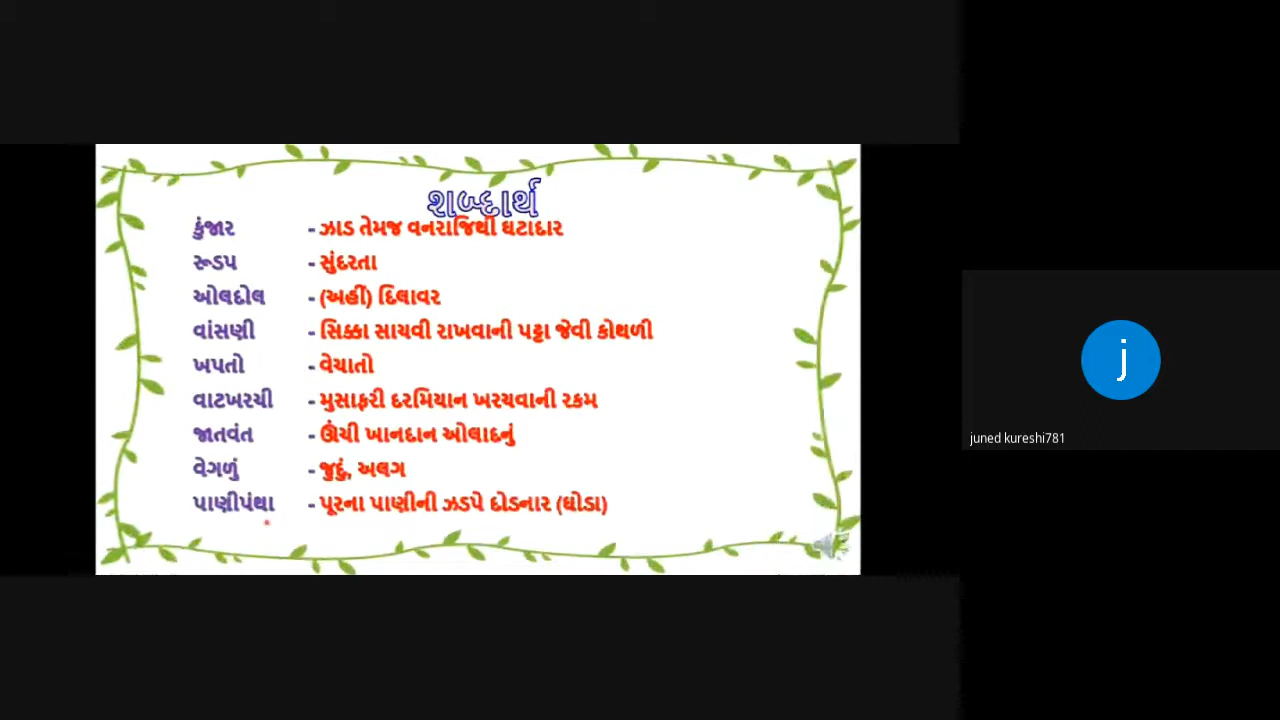 શબ્દાર્થ
કુંજાર - ઝાડ તેમજ વનરાજિથી ઘટાદાર
રૂડપ - સુંદરતા
ઓલદોલ - (અહીં) દિલાવર
વાંસણી - સિક્કા સાચવી રાખવાની પટ્ટા જેવી કોથળી
ખપતો - વેચાતો
વાટખરચી - મુસાફરી દરમિયાન ખરચવાની રકમ
જાતવંત - ઊંચી ખાનદાન ઓલાદનું
વેગળું - જુદું, અલગ
પાણીપંથા - પૂરના પાણીની ઝડપે દોડનાર (ઘોડા)
j
juned kureshi781